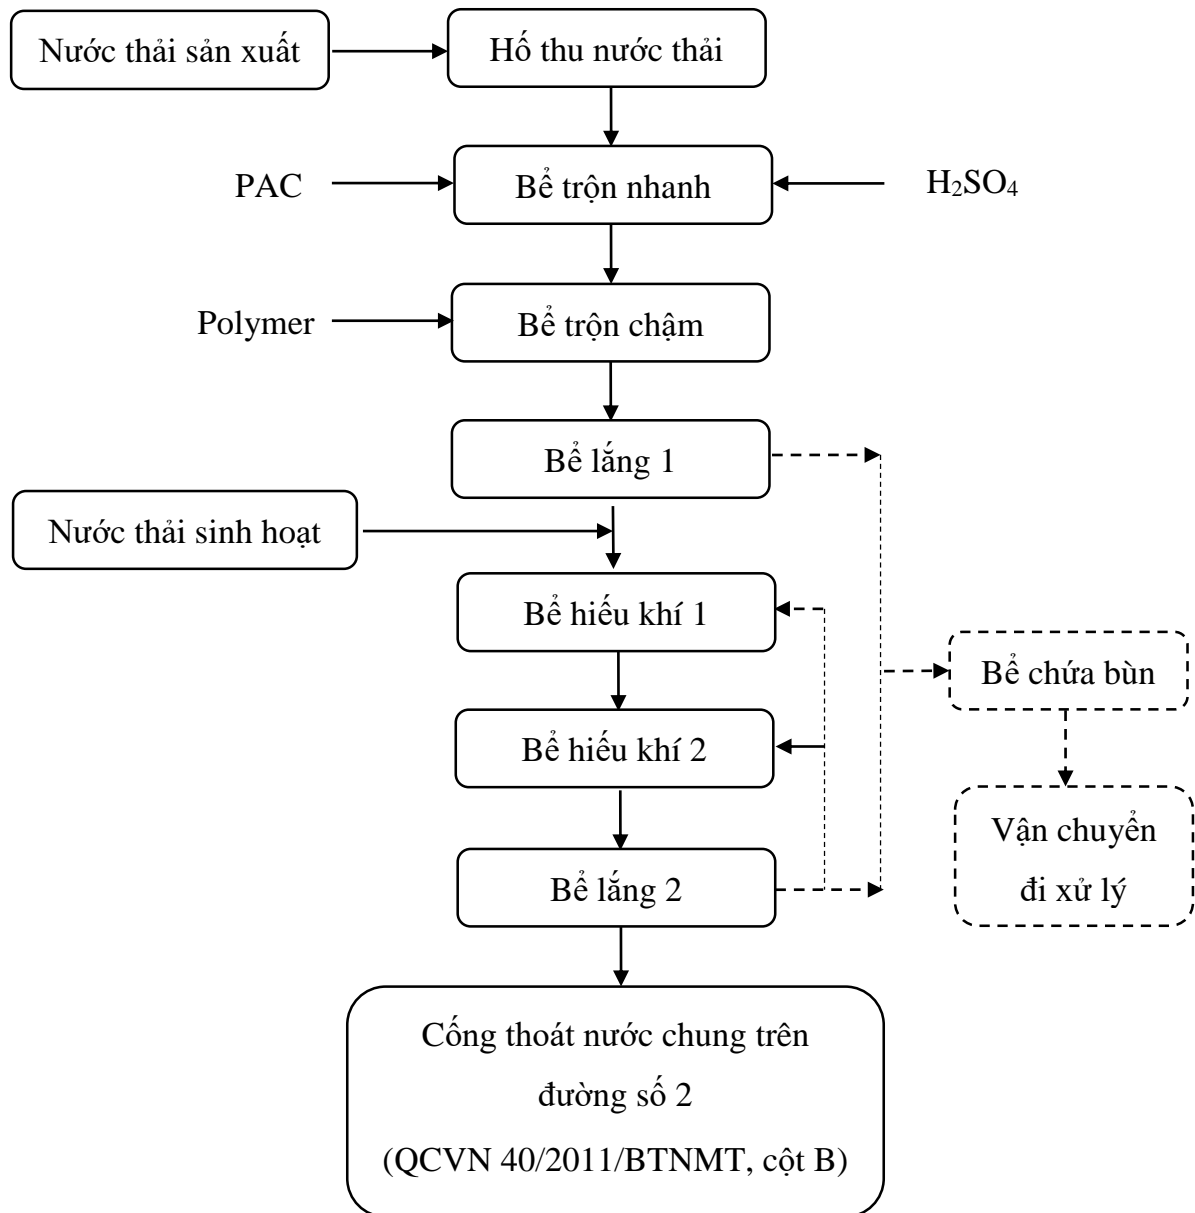 Nước thải sản xuất
Hố thu nước thải
PAC
Bể trộn nhanh
H₂SO₄
Polymer
Bể trộn chậm
Bể lắng 1
Nước thải sinh hoạt
Bể hiếu khí 1
Bể chứa bùn
Bể hiếu khí 2
Vận chuyển
đi xử lý
Bể lắng 2
Cống thoát nước chung trên
đường số 2
(QCVN 40/2011/BTNMT, cột B)